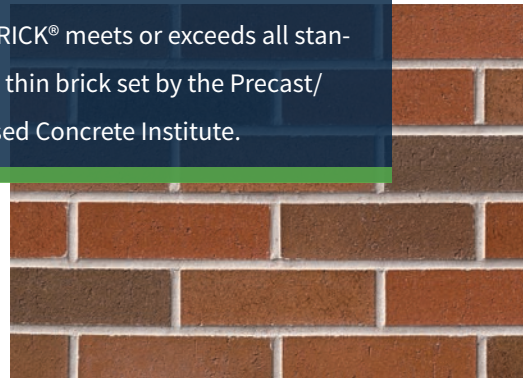 RICK® meets or exceeds all stan-
thin brick set by the Precast/
sed Concrete Institute.